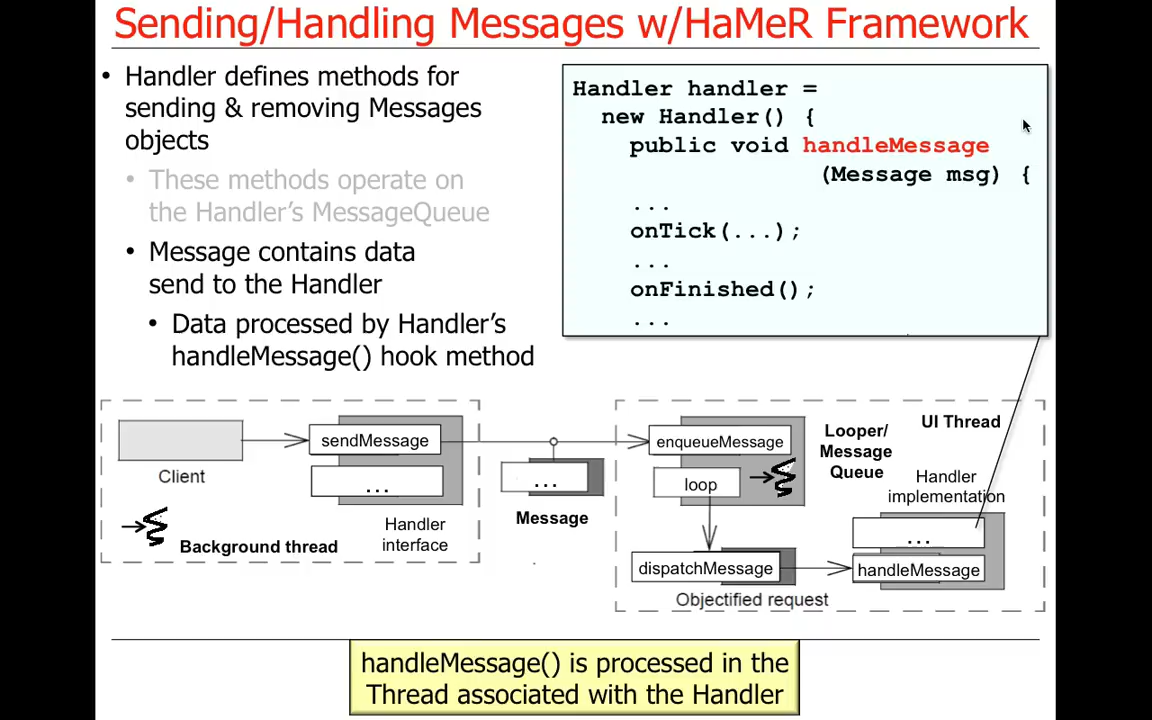 Sending/Handling Messages w/HaMeR Framework
• Handler defines methods for
sending & removing Messages
objects
• These methods operate on
the Handler's MessageQueue
• Message contains data
send to the Handler
• Data processed by Handler's
handleMessage() hook method
Handler handler =
new Handler() {
public void handleMessage
(Message msg) {
...
onTick(...);
...
onFinished();
...
Client
Background thread
sendMessage
...
Handler
interface
...
Message
enqueueMessage
loop
Looper/
Message
Queue
UI Thread
Handler
implementation
...
handleMessage
dispatchMessage
Objectified request
handleMessage() is processed in the
Thread associated with the Handler